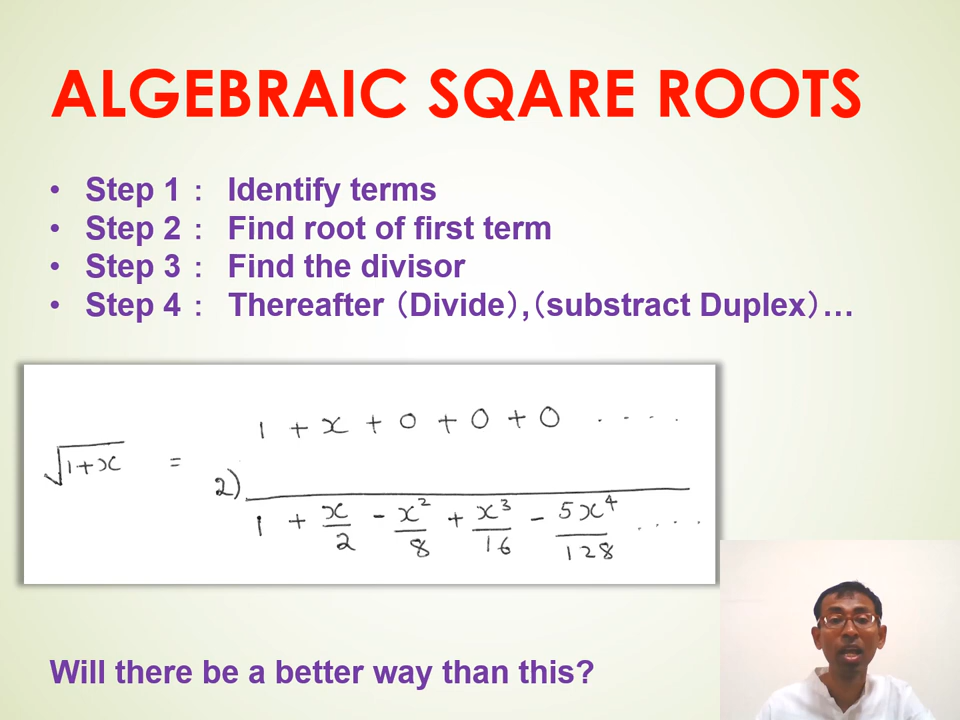 ALGEBRAIC SQARE ROOTS
• Step 1 : Identify terms
• Step 2 : Find root of first term
• Step 3 : Find the divisor
• Step 4 : Thereafter (Divide),(substract Duplex)...
1 + x + 0 + 0 + 0 ....
√(1+x) = 2)
1 + x/2 - x²/8 + x³/16 - 5x⁴/128 ....
Will there be a better way than this?